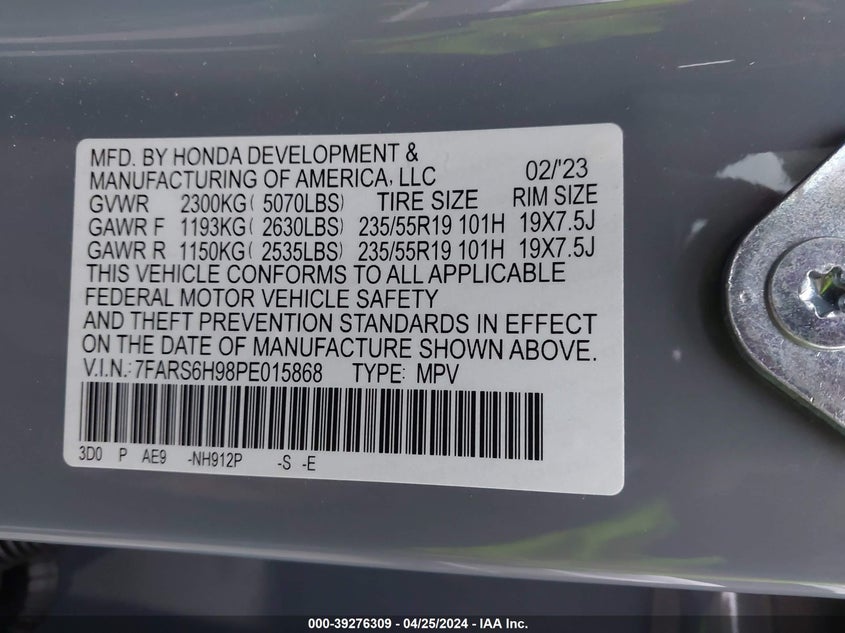 MFD. BY HONDA DEVELOPMENT &
MANUFACTURING OF AMERICA, LLC 02/'23
GVWR 2300KG( 5070LBS) TIRE SIZE RIM SIZE
GAWR F 1193KG( 2630LBS) 235/55R19 101H 19X7.5J
GAWR R 1150KG( 2535LBS) 235/55R19 101H 19X7.5J
THIS VEHICLE CONFORMS TO ALL APPLICABLE
FEDERAL MOTOR VEHICLE SAFETY
AND THEFT PREVENTION STANDARDS IN EFFECT
ON THE DATE OF MANUFACTURE SHOWN ABOVE.
V.I.N.: 7FARS6H98PE015868 TYPE: MPV
3D0 P AE9 -NH912P -S -E
000-39276309 - 04/25/2024 - IAA Inc.